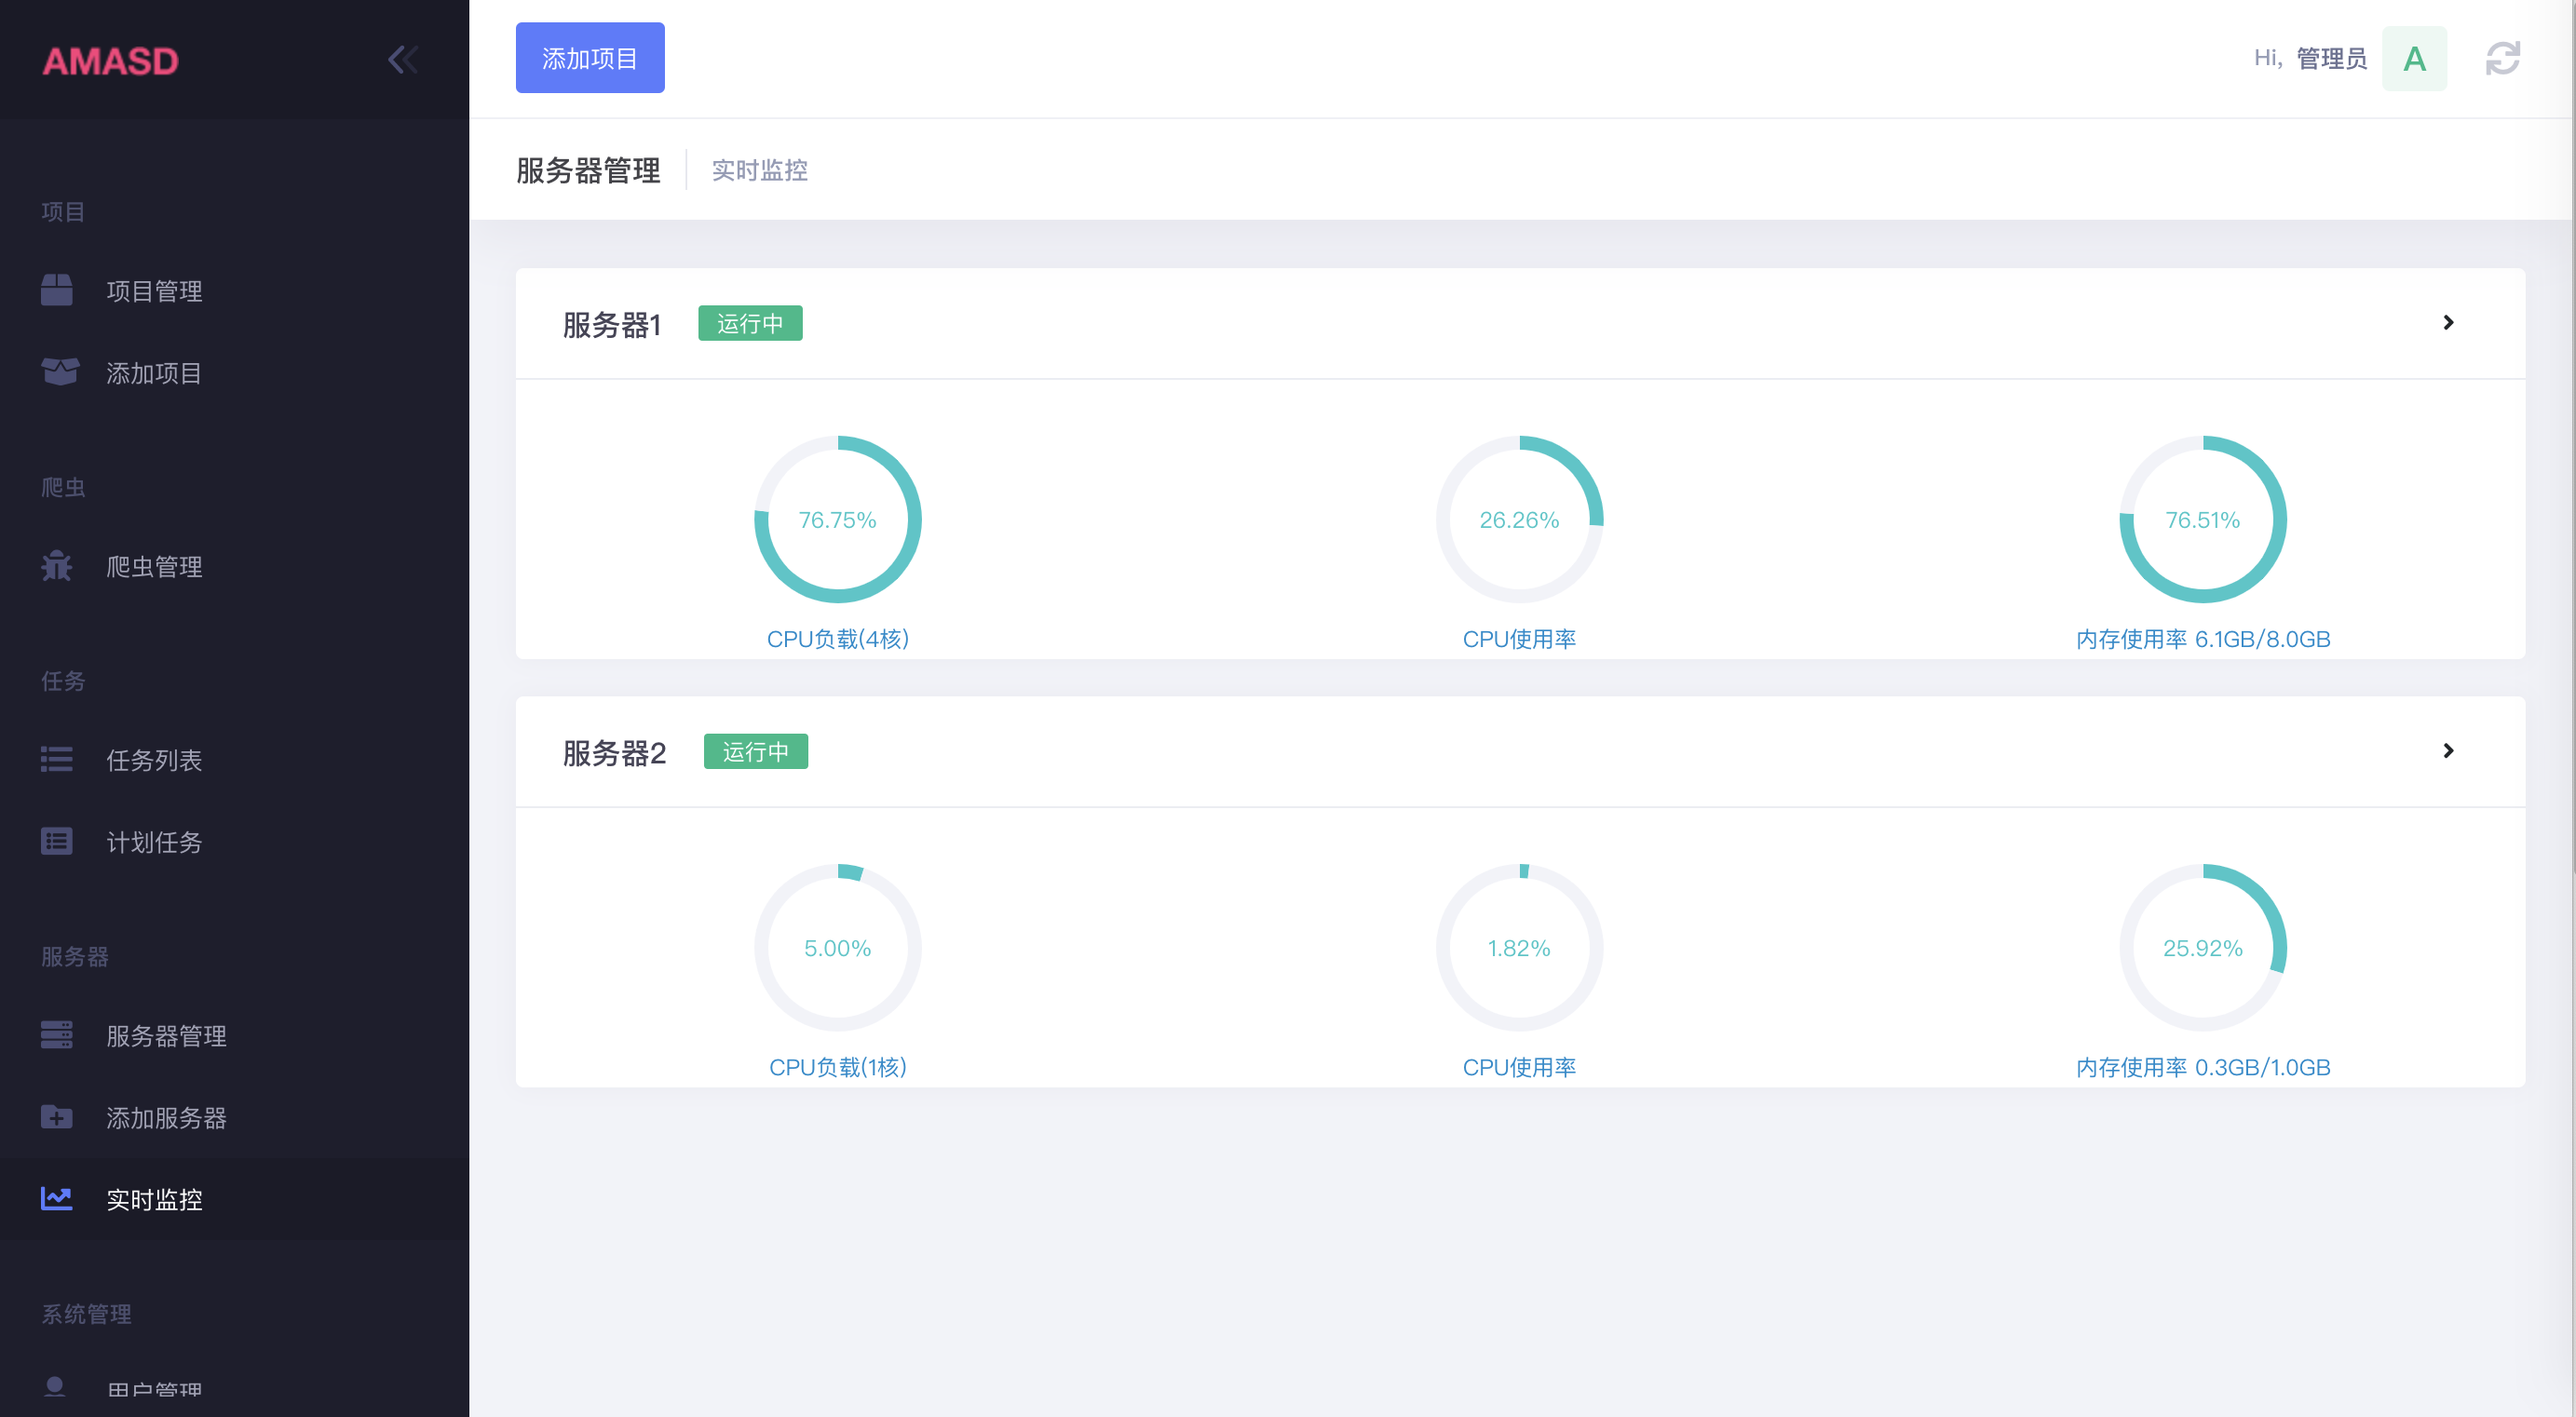 AMASD
项目
项目管理
添加项目
爬虫
爬虫管理
任务
任务列表
计划任务
服务器
服务器管理
添加服务器
实时监控
系统管理
用户管理
添加项目
Hi, 管理员 A
服务器管理 实时监控
服务器1 运行中
76.75% 26.26% 76.51%
CPU负载(4核) CPU使用率 内存使用率 6.1GB/8.0GB
服务器2 运行中
5.00% 1.82% 25.92%
CPU负载(1核) CPU使用率 内存使用率 0.3GB/1.0GB